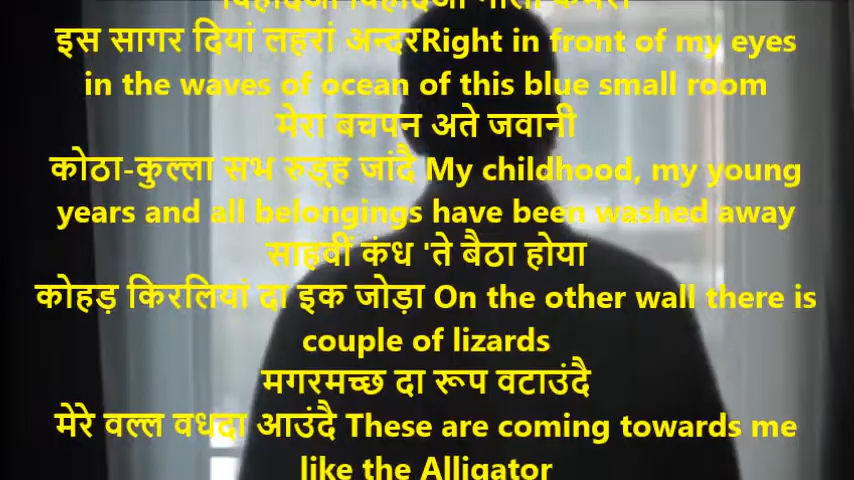 इस सागर दियां लहरां अन्दरRight in front of my eyes
in the waves of ocean of this blue small room
मेरा बचपन अते जवानी
कोठा-कुल्ला सभ रुड़्ह जांदै My childhood, my young
years and all belongings have been washed away
साहवीं कंध 'ते बैठा होया
कोहड़ किरलियां दा इक जोड़ा On the other wall there is
couple of lizards
मगरमच्छ दा रूप वटाउंदै
मेरे वल्ल वधदा आउंदै These are coming towards me
like the Alligator